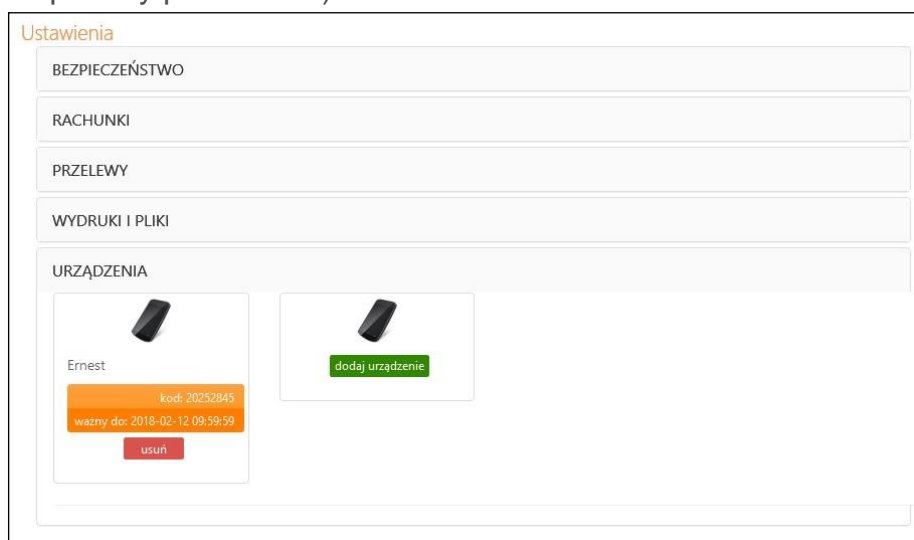 Ustawienia
BEZPIECZEŃSTWO
RACHUNKI
PRZELEWY
WYDRUKI I PLIKI
URZĄDZENIA
Ernest
kod: 20252845
ważny do: 2018-02-12 09:59:59
usuń
dodaj urządzenie